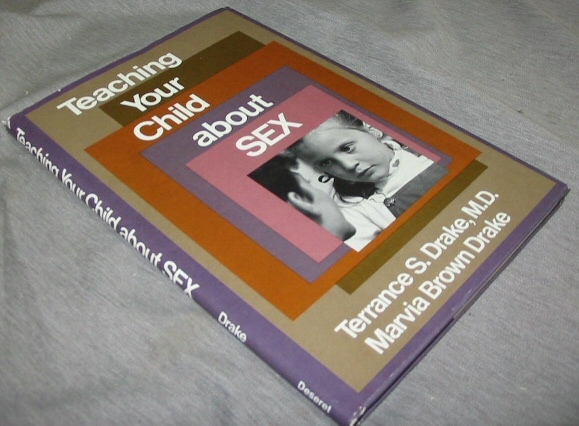 Teaching
Your
Child
about
SEX
Terrance S. Drake, M.D.
Marvia Brown Drake
Teaching Your Child about SEX
Drake
Deseret